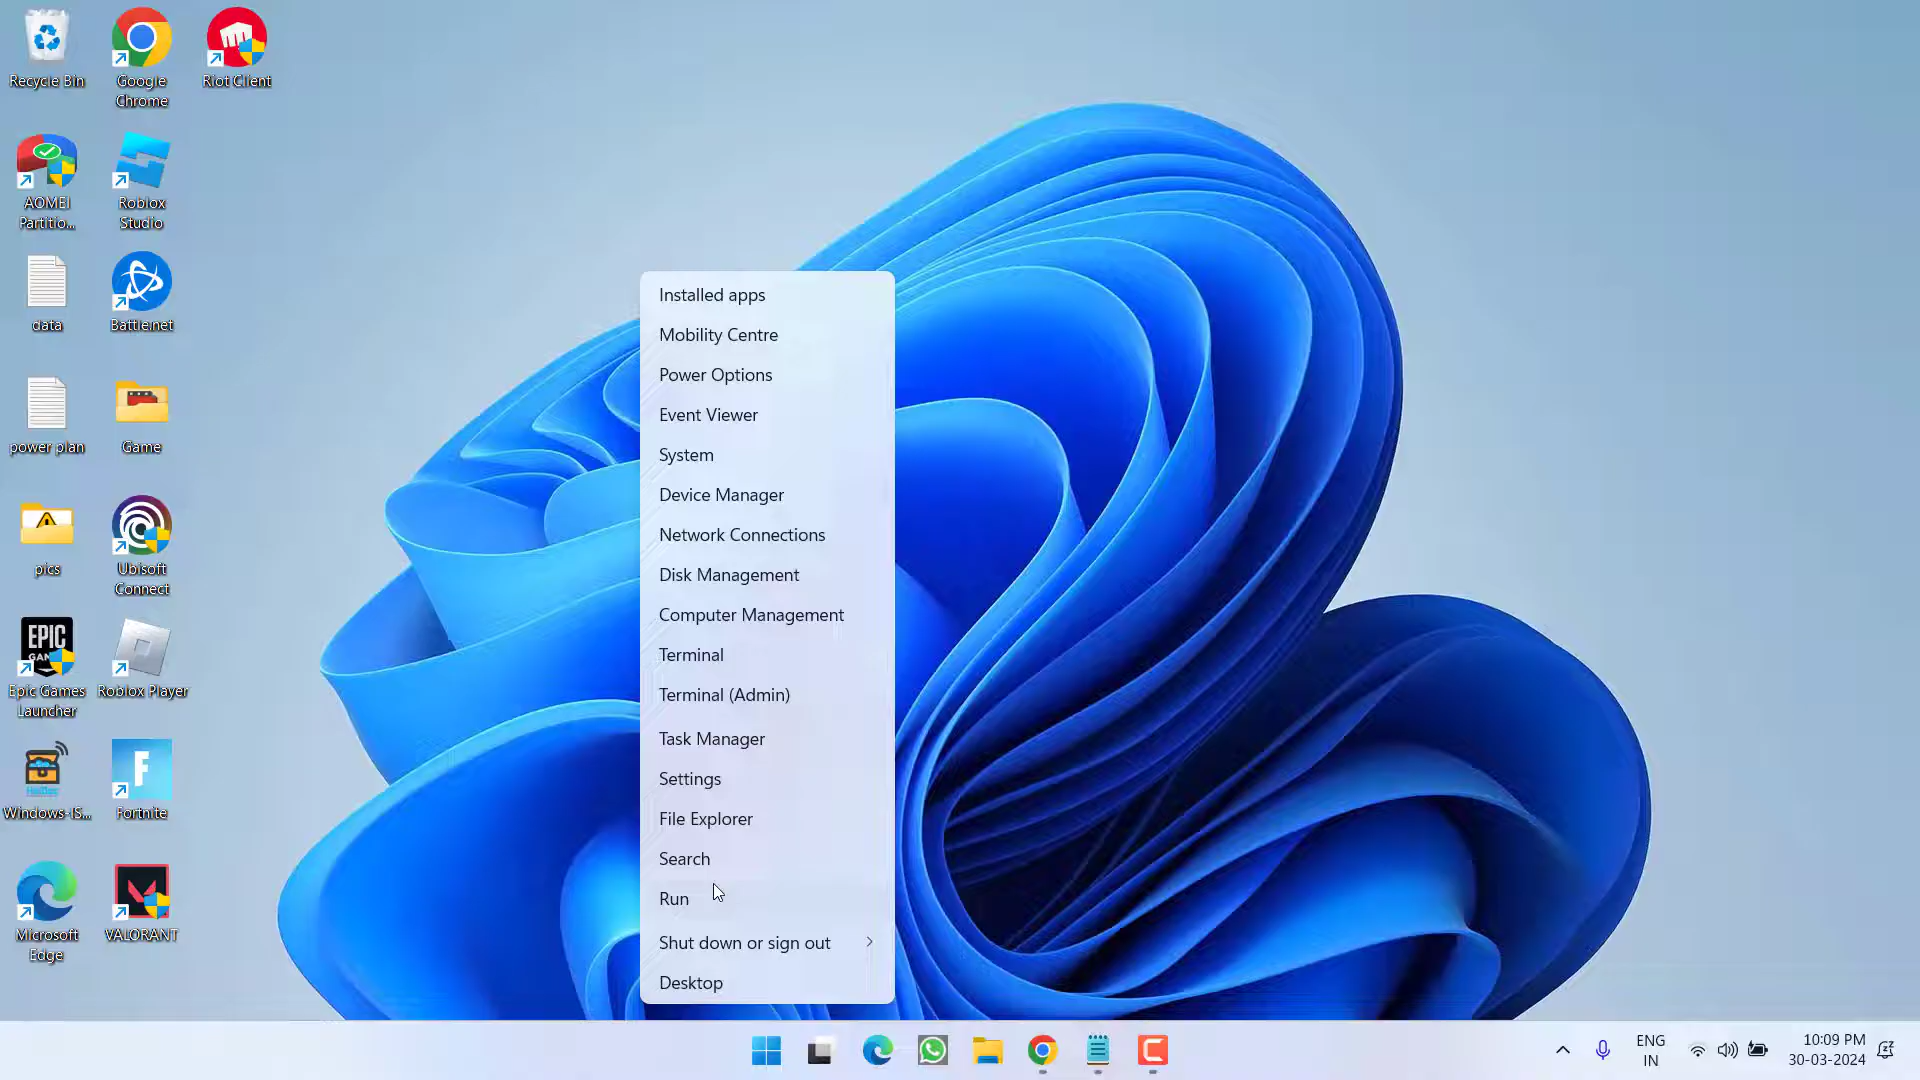 Recycle Bin
Google
Chrome
Riot Client
AOMEI
Partitio...
Roblox
Studio
data
Battle.net
power plan
Game
pics
Ubisoft
Connect
EPIC
GAMES
Epic Games
Launcher
Roblox Player
Windows-IS...
F
Fortnite
Microsoft
Edge
VALORANT
Installed apps
Mobility Centre
Power Options
Event Viewer
System
Device Manager
Network Connections
Disk Management
Computer Management
Terminal
Terminal (Admin)
Task Manager
Settings
File Explorer
Search
Run
Shut down or sign out
Desktop
ENG
IN
10:09 PM
30-03-2024